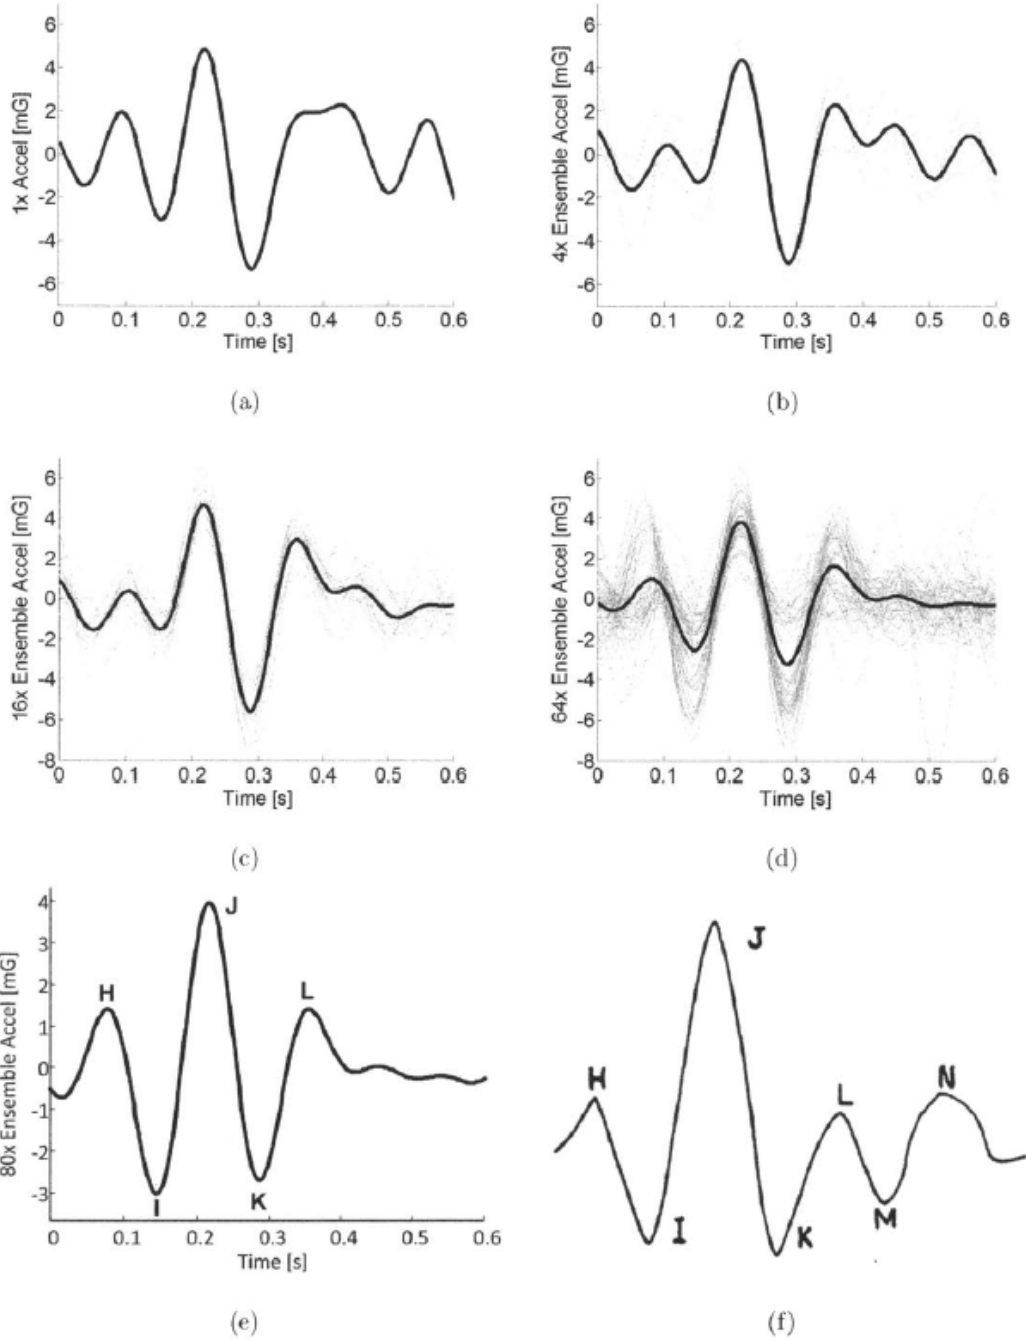 1x Accel [mG]
6
4
2
0
-2
-4
-6
0 0.1 0.2 0.3 0.4 0.5 0.6
Time [s]
(a)
4x Ensemble Accel [mG]
6
4
2
0
-2
-4
-6
0 0.1 0.2 0.3 0.4 0.5 0.6
Time [s]
(b)
16x Ensemble Accel [mG]
6
4
2
0
-2
-4
-6
-8
0 0.1 0.2 0.3 0.4 0.5 0.6
Time [s]
(c)
64x Ensemble Accel [mG]
6
4
2
0
-2
-4
-6
-8
0 0.1 0.2 0.3 0.4 0.5 0.6
Time [s]
(d)
80x Ensemble Accel [mG]
4
3
2
1
0
-1
-2
-3
H
I
J
K
L
0 0.1 0.2 0.3 0.4 0.5 0.6
Time [s]
(e)
H
I
J
K
L
M
N
(f)